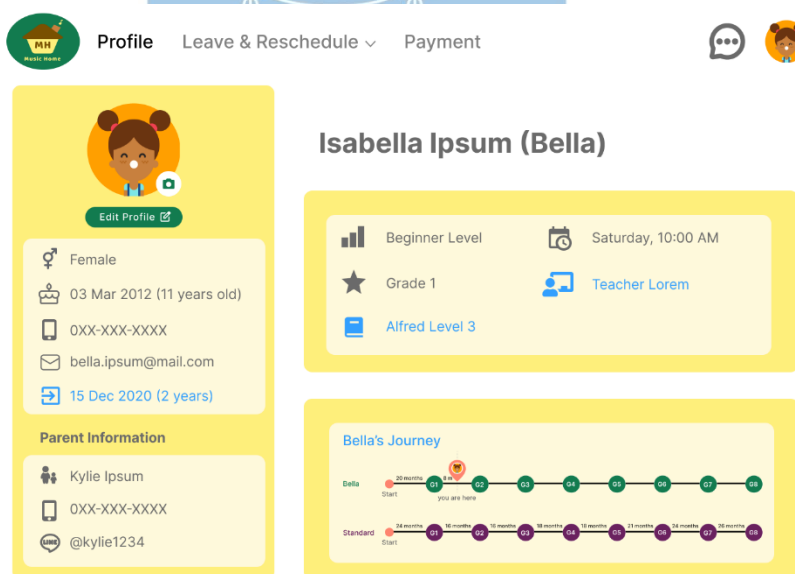 MH
Music Home
Profile
Leave & Reschedule
Payment
Edit Profile
Female
03 Mar 2012 (11 years old)
0XX-XXX-XXXX
bella.ipsum@mail.com
15 Dec 2020 (2 years)
Parent Information
Kylie Ipsum
0XX-XXX-XXXX
LINE
@kylie1234
Isabella Ipsum (Bella)
Beginner Level
Saturday, 10:00 AM
Grade 1
Teacher Lorem
Alfred Level 3
Bella's Journey
20 months 8 m
Bella G1 G2 G3 G4 G5 G6 G7 G8
Start you are here
24 months 16 months 16 months 18 months 18 months 21 months 24 months 26 months
Standard G1 G2 G3 G4 G5 G6 G7 G8
Start